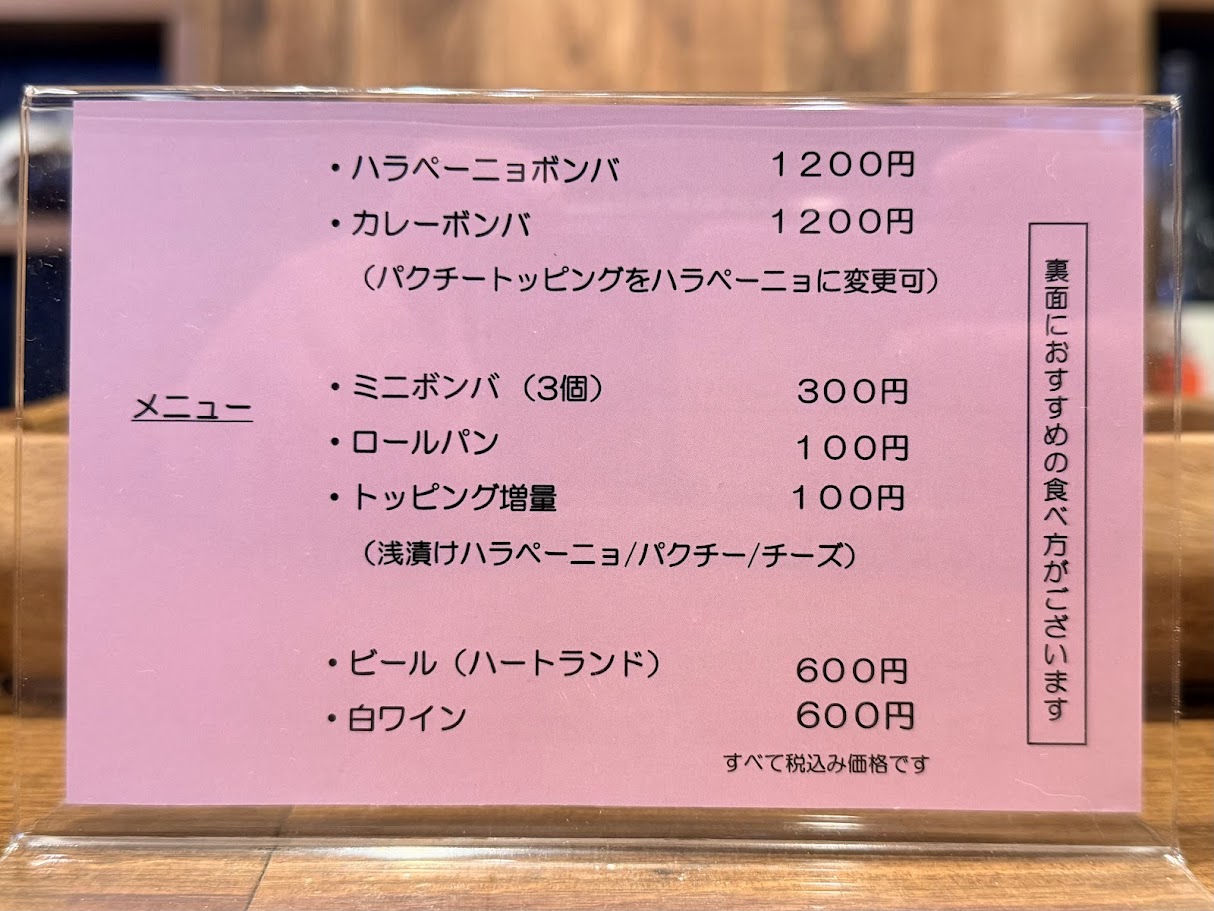 メニュー
・ハラペーニョボンバ １２００円
・カレーボンバ １２００円
（パクチートッピングをハラペーニョに変更可）
・ミニボンバ（3個） ３００円
・ロールパン １００円
・トッピング増量 １００円
（浅漬けハラペーニョ/パクチー/チーズ）
・ビール（ハートランド） ６００円
・白ワイン ６００円
すべて税込み価格です
裏面におすすめの食べ方がございます